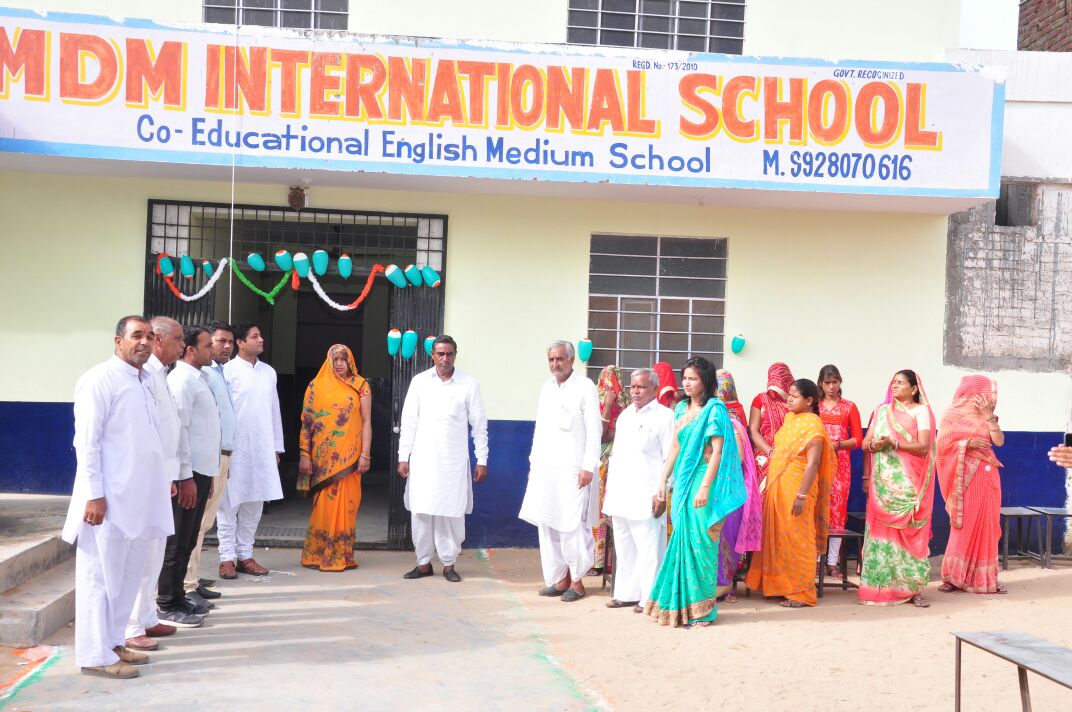 MDM INTERNATIONAL SCHOOL
REGD. No.- 173/2010
GOVT. RECOGNIZED
Co-Educational English Medium School M. 9928070616